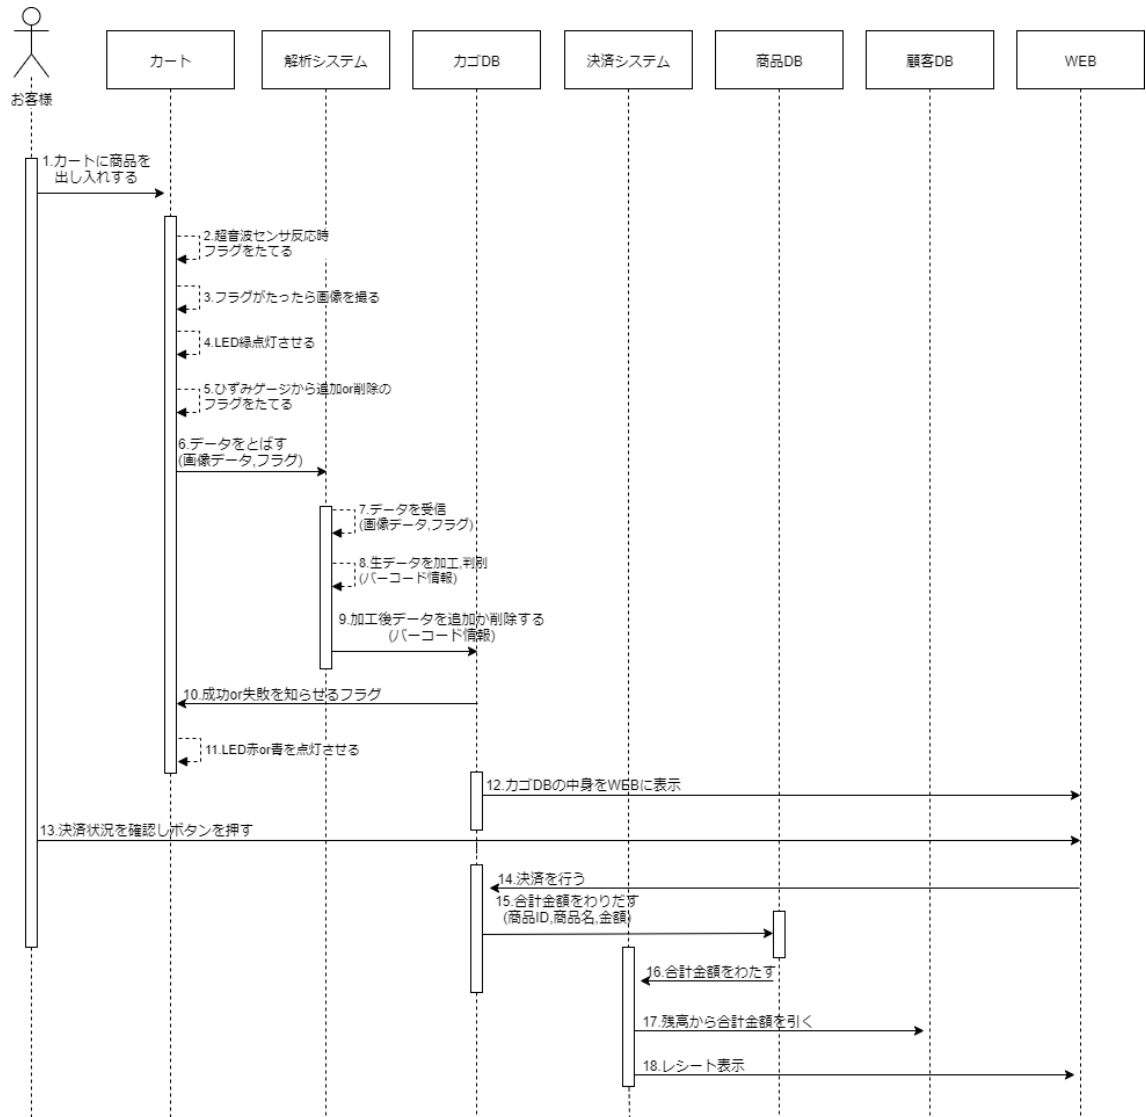 カート
解析システム
カゴDB
決済システム
商品DB
顧客DB
WEB
お客様
1.カートに商品を
出し入れする
2.超音波センサ反応時
フラグをたてる
3.フラグがたったら画像を撮る
4.LED緑点灯させる
5.ひずみゲージから追加or削除の
フラグをたてる
6.データをとばす
(画像データ,フラグ)
7.データを受信
(画像データ,フラグ)
8.生データを加工,判別
(バーコード情報)
9.加工後データを追加か削除する
(バーコード情報)
10.成功or失敗を知らせるフラグ
11.LED赤or青を点灯させる
12.カゴDBの中身をWEBに表示
13.決済状況を確認しボタンを押す
14.決済を行う
15.合計金額をわりだす
(商品ID,商品名,金額)
16.合計金額をわたす
17.残高から合計金額を引く
18.レシート表示